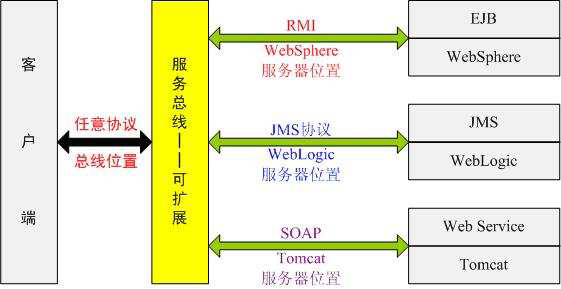 客户端
任意协议
总线位置
服务总线——可扩展
RMI
WebSphere
服务器位置
EJB
WebSphere
JMS协议
WebLogic
服务器位置
JMS
WebLogic
SOAP
Tomcat
服务器位置
Web Service
Tomcat